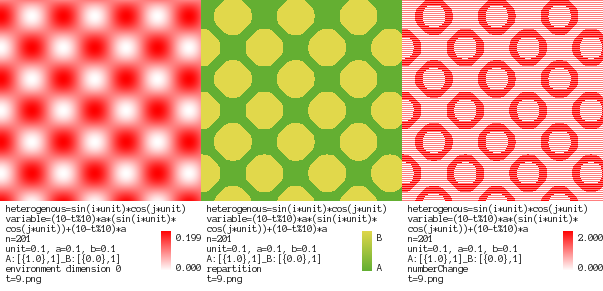 heterogenous=sin(i*unit)*cos(j*unit)
variable=(10-t%10)*a*(sin(i*unit)*
cos(j*unit))+(10-t%10)*a
n=201
unit=0.1, a=0.1, b=0.1
A:[{1.0},1]_B:[{0.0},1]
environment dimension 0
t=9.png
0.199
0.000
heterogenous=sin(i*unit)*cos(j*unit)
variable=(10-t%10)*a*(sin(i*unit)*
cos(j*unit))+(10-t%10)*a
n=201
unit=0.1, a=0.1, b=0.1
A:[{1.0},1]_B:[{0.0},1]
repartition
t=9.png
B
A
heterogenous=sin(i*unit)*cos(j*unit)
variable=(10-t%10)*a*(sin(i*unit)*
cos(j*unit))+(10-t%10)*a
n=201
unit=0.1, a=0.1, b=0.1
A:[{1.0},1]_B:[{0.0},1]
numberChange
t=9.png
2.000
0.000